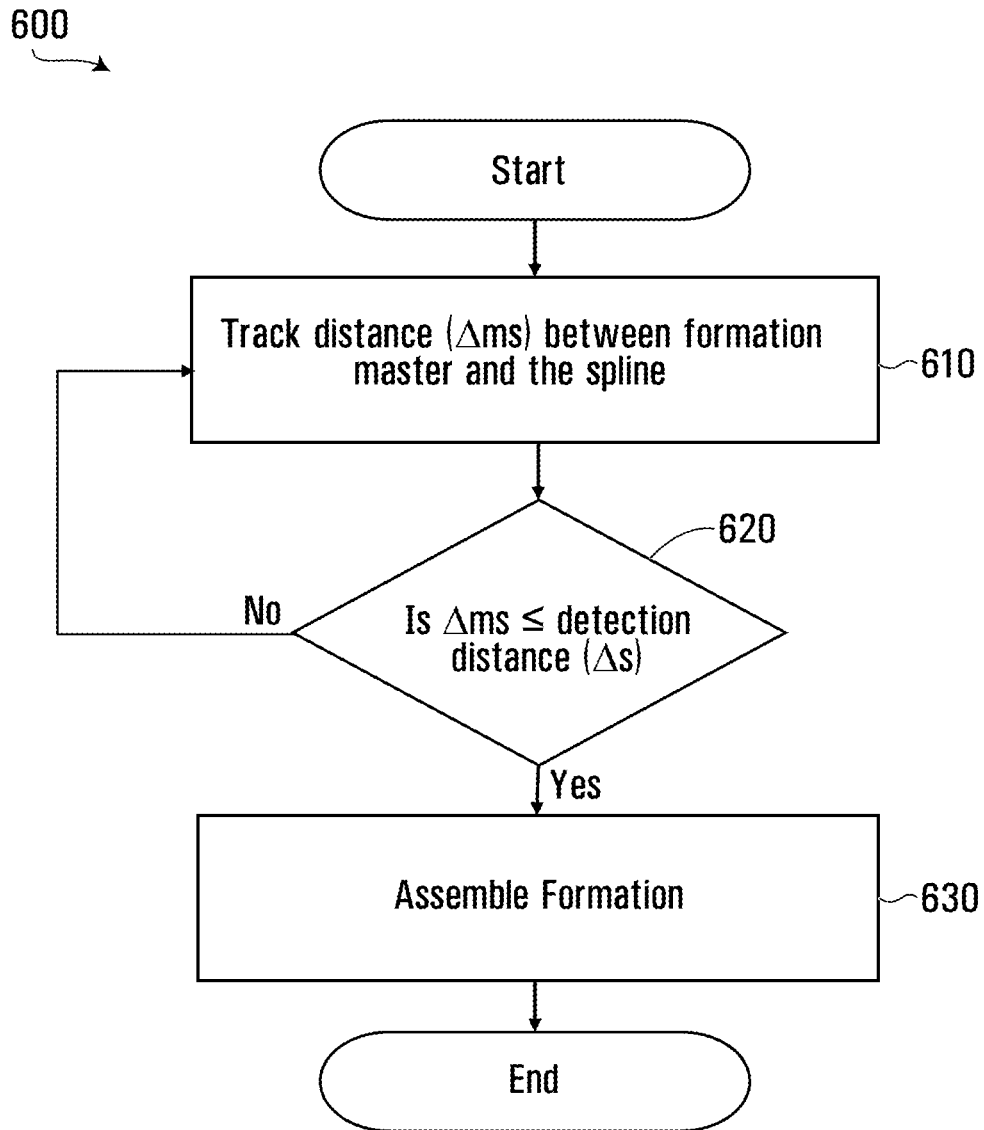 600
Start
Track distance (Δms) between formation
master and the spline
610
620
No
Is Δms ≤ detection
distance (Δs)
Yes
Assemble Formation
630
End